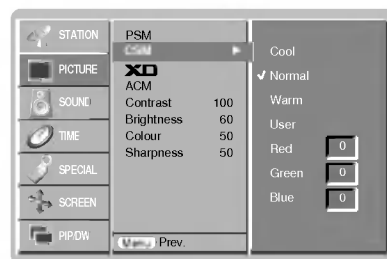 STATION
PICTURE
SOUND
TIME
SPECIAL
SCREEN
PIP/DW
PSM
CSM
XD
ACM
Contrast 100
Brightness 60
Colour 50
Sharpness 50
Menu Prev.
Cool
✓ Normal
Warm
User
Red 0
Green 0
Blue 0